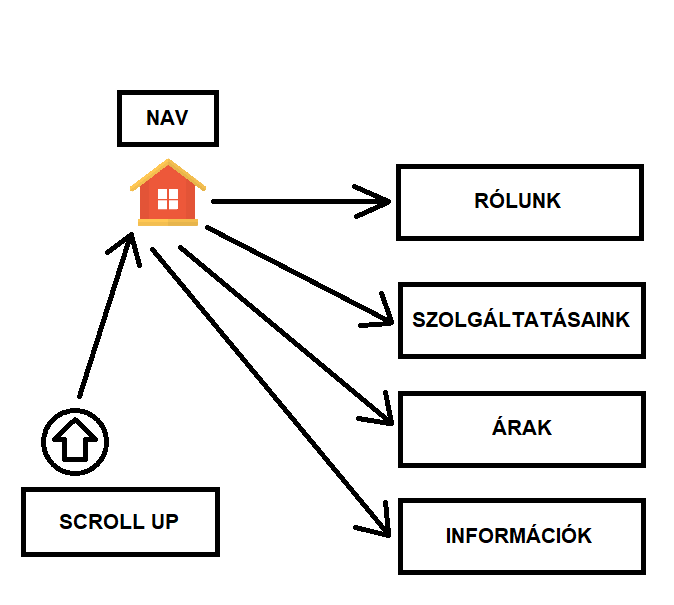 NAV
RÓLUNK
SZOLGÁLTATÁSAINK
ÁRAK
INFORMÁCIÓK
SCROLL UP